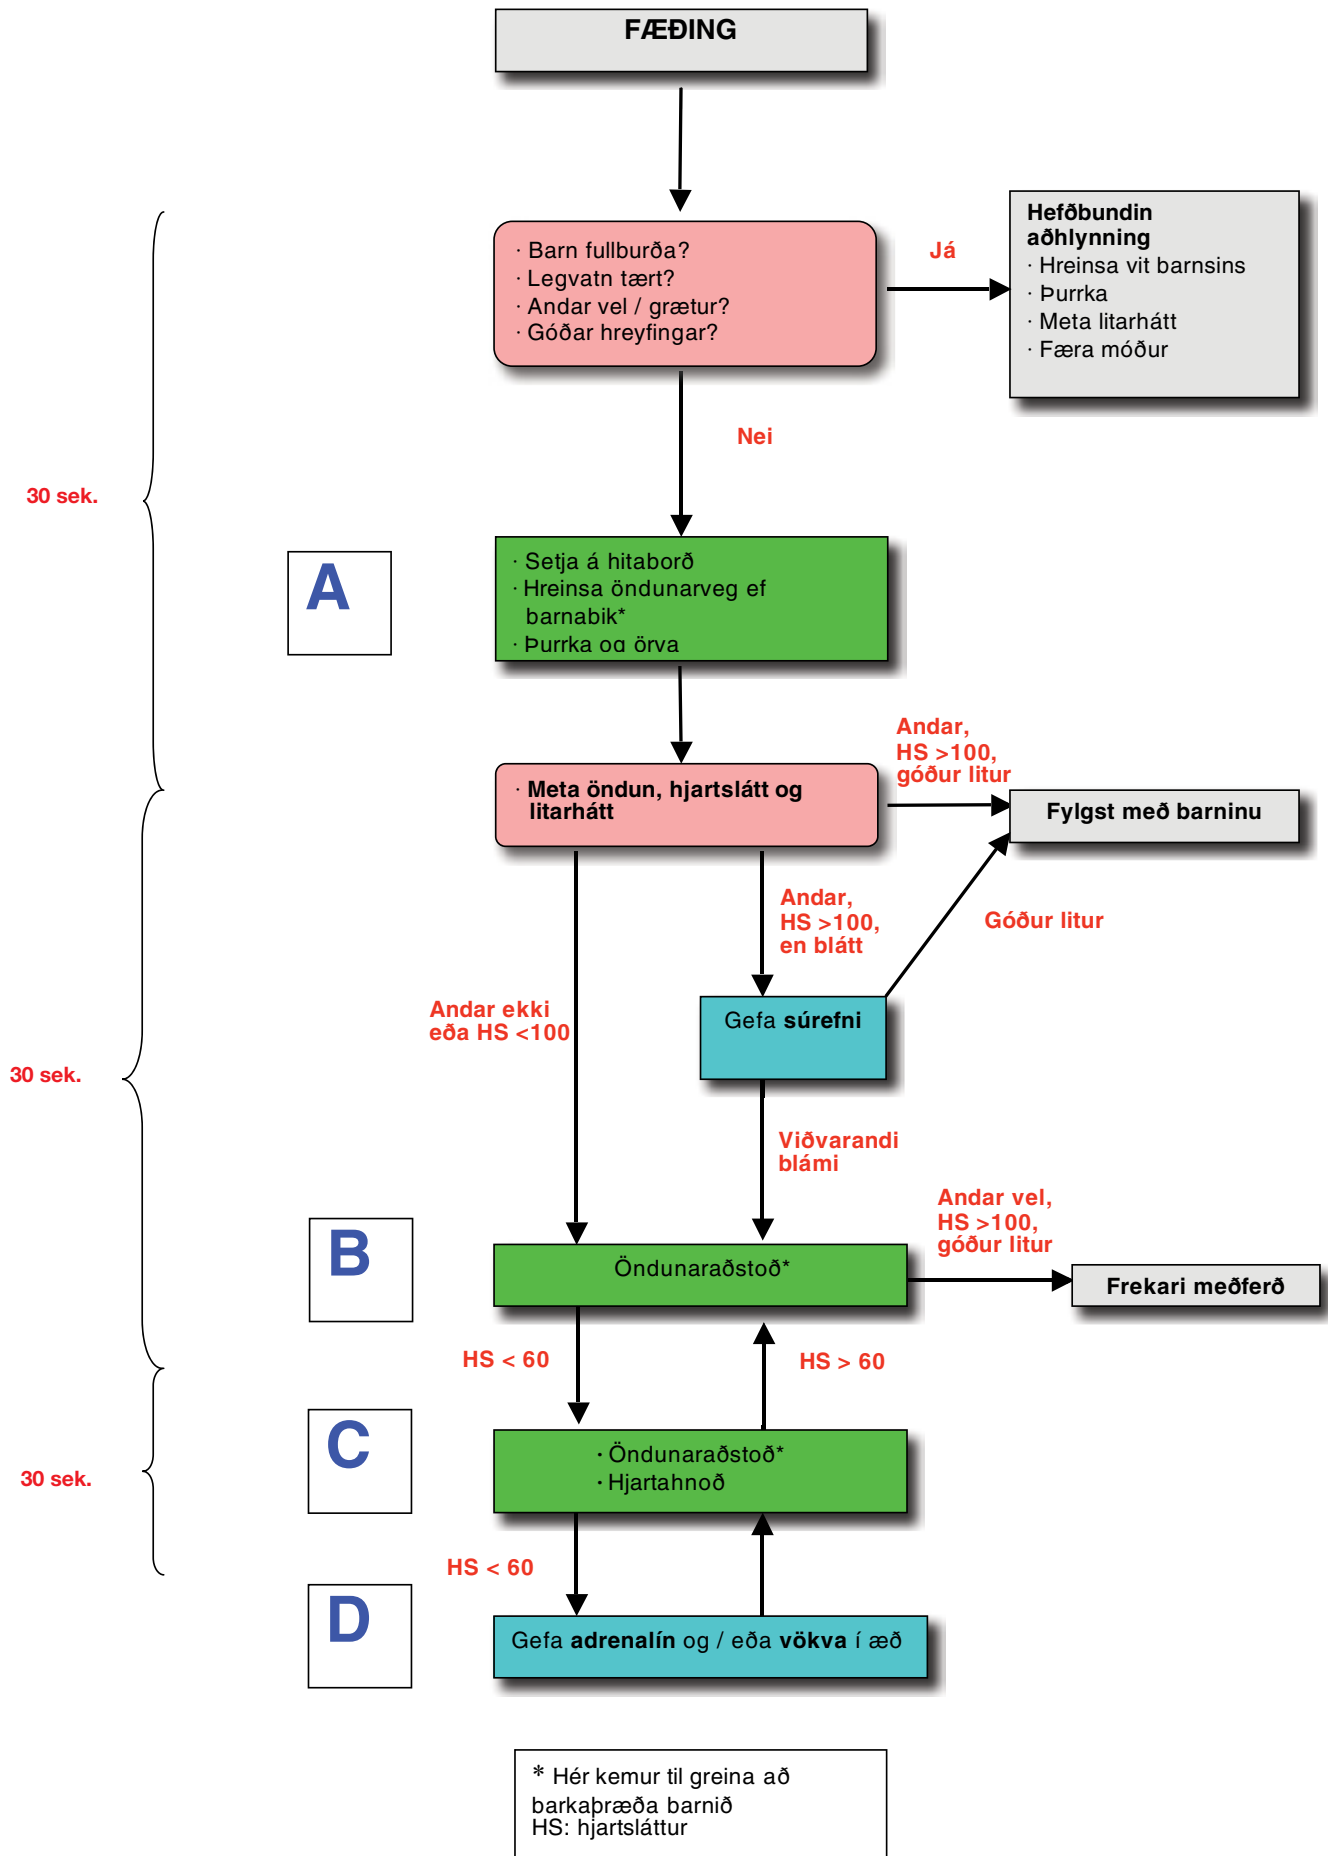 FÆÐING
· Barn fullburða?
· Legvatn tært?
· Andar vel / grætur?
· Góðar hreyfingar?
Já
Hefðbundin
aðhlynning
· Hreinsa vit barnsins
· Þurrka
· Meta litarhátt
· Færa móður
Nei
30 sek.
A
· Setja á hitaborð
· Hreinsa öndunarveg ef
barnabik*
· Þurrka og örva
Andar,
HS >100,
góður litur
· Meta öndun, hjartslátt og
litarhátt
Fylgst með barninu
Andar,
HS >100,
en blátt
Góður litur
Andar ekki
eða HS <100
Gefa súrefni
30 sek.
Viðvarandi
blámi
Andar vel,
HS >100,
góður litur
B
Öndunaraðstoð*
Frekari meðferð
HS < 60
HS > 60
C
· Öndunaraðstoð*
· Hjartahnoð
30 sek.
HS < 60
D
Gefa adrenalín og / eða vökva í æð
* Hér kemur til greina að
barkaþræða barnið
HS: hjartsláttur